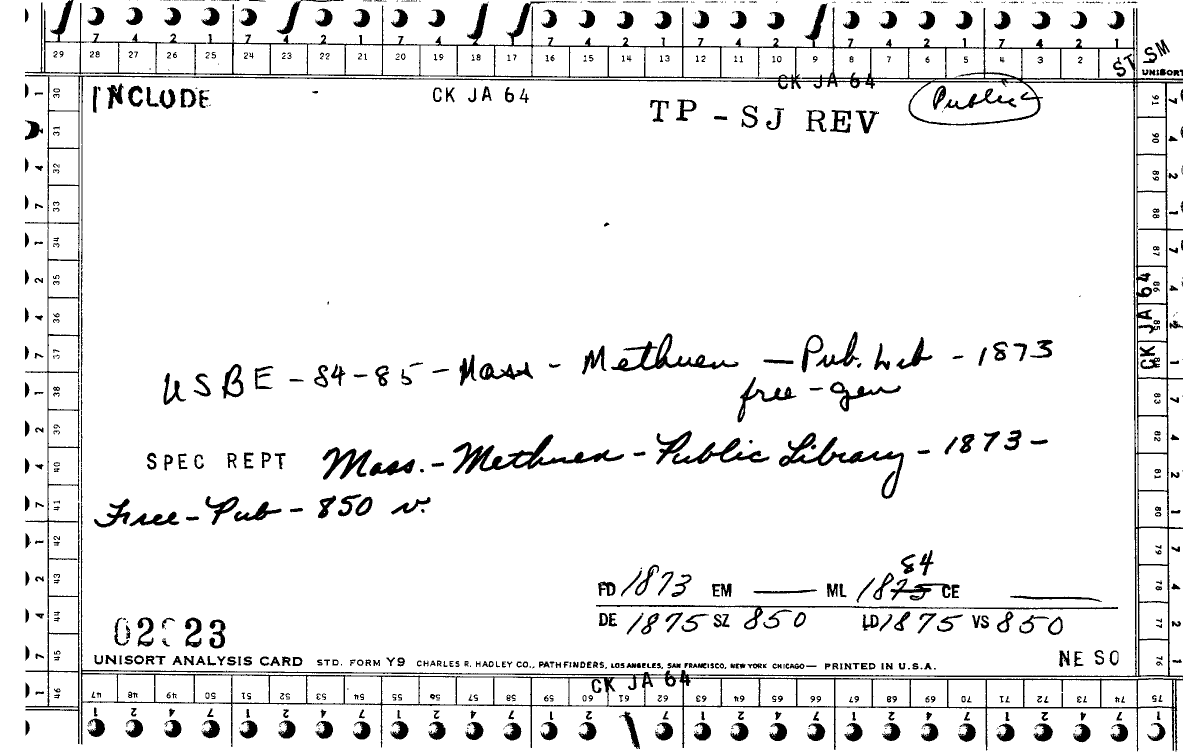 7 4 2 1 7 4 2 1 7 4 2 1 7 4 2 1 7 4 2 1 7 4 2 1 7 4 2 1
29 28 27 26 25 24 23 22 21 20 19 18 17 16 15 14 13 12 11 10 9 8 7 6 5 4 3 2 ST SM
UNISORT
INCLUDE CK JA 64 CK JA 64 Public
TP - SJ REV
USBE - 84-85 - Mass - Methuen - Pub. Lib - 1873
free - gen
SPEC REPT Mass. - Methuen - Public Library - 1873 -
Free - Pub - 850 v.
84
FD 1873 EM ___ ML 1875 CE ___
DE 1875 SZ 850 LD 1875 VS 850
02 23
UNISORT ANALYSIS CARD STD. FORM Y9 CHARLES R. HADLEY CO., PATHFINDERS, LOS ANGELES, SAN FRANCISCO, NEW YORK CHICAGO — PRINTED IN U.S.A.
NE SO
CK JA 64
47 48 49 50 51 52 53 54 55 56 57 58 59 60 61 62 63 64 65 66 67 68 69 70 71 72 73 74 75
30 31 32 33 34 35 36 37 38 39 40 41 42 43 44 45 46
91 90 89 88 87 86 85 84 83 82 81 80 79 78 77 76
CK JA 64